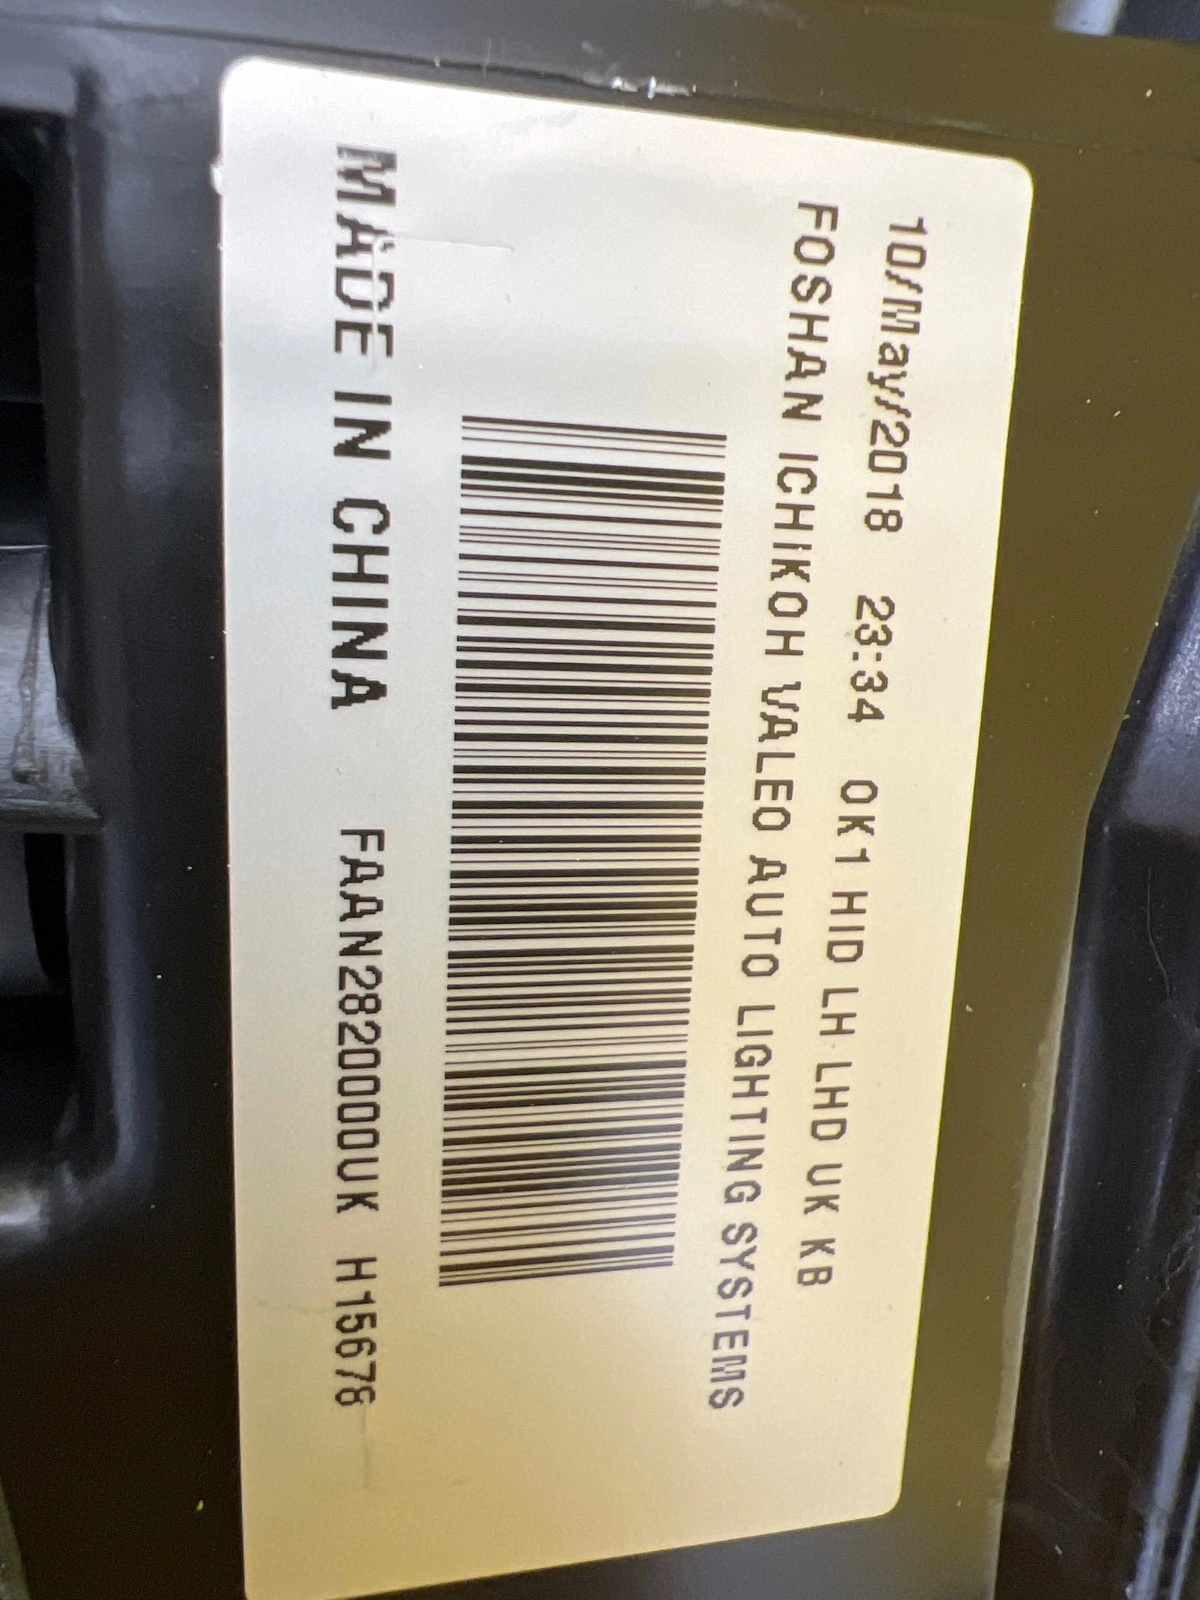 10/May/2018 23:34 OK1 HID LH LHD UK KB
FOSHAN ICHIKOH VALEO AUTO LIGHTING SYSTEMS
MADE IN CHINA FAAN282000UK H15678